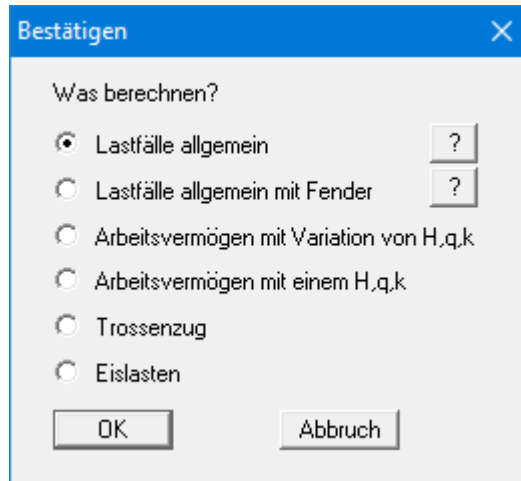 Bestätigen
Was berechnen?
Lastfälle allgemein ?
Lastfälle allgemein mit Fender ?
Arbeitsvermögen mit Variation von H,q,k
Arbeitsvermögen mit einem H,q,k
Trossenzug
Eislasten
OK Abbruch